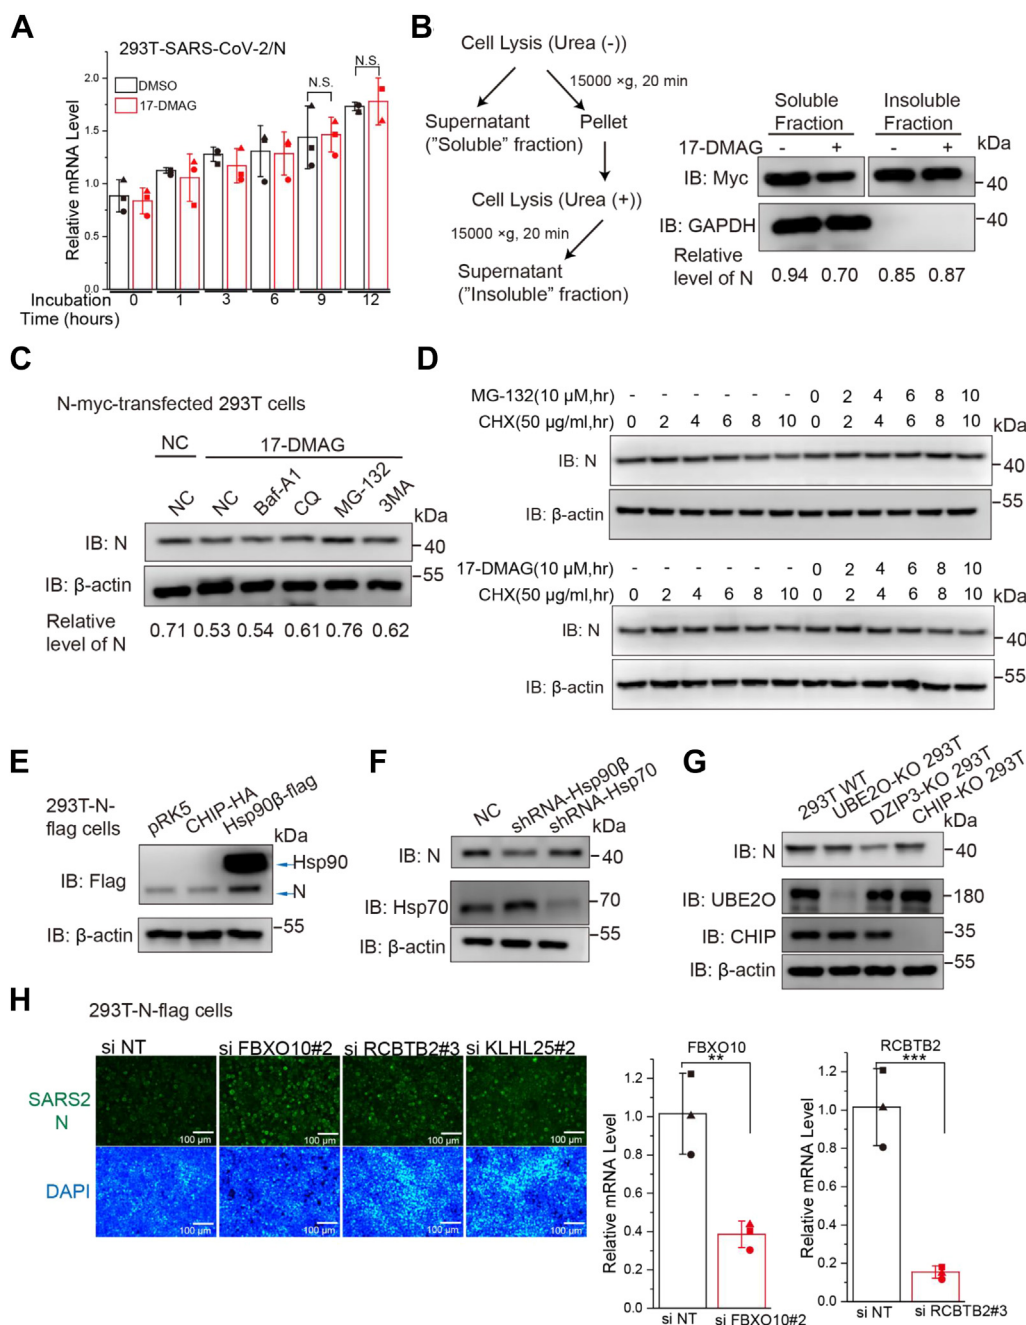 A
293T-SARS-CoV-2/N
DMSO
17-DMAG
N.S.
N.S.
Relative mRNA Level
2.0
1.5
1.0
0.5
0.0
Incubation
Time (hours)
0 1 3 6 9 12
B
Cell Lysis (Urea (-))
15000 ×g, 20 min
Supernatant
("Soluble" fraction)
Pellet
Cell Lysis (Urea (+))
15000 ×g, 20 min
Supernatant
("Insoluble" fraction)
Soluble
Fraction
Insoluble
Fraction
17-DMAG - + - + kDa
IB: Myc
40
IB: GAPDH
40
Relative
level of N
0.94 0.70 0.85 0.87
C
N-myc-transfected 293T cells
NC 17-DMAG
NC NC Baf-A1 CQ MG-132 3MA
kDa
IB: N
40
IB: β-actin
55
Relative
level of N
0.71 0.53 0.54 0.61 0.76 0.62
D
MG-132(10 μM,hr) - - - - - - 0 2 4 6 8 10
CHX(50 μg/ml,hr) 0 2 4 6 8 10 0 2 4 6 8 10
kDa
IB: N
40
IB: β-actin
55
17-DMAG(10 μM,hr) - - - - - - 0 2 4 6 8 10
CHX(50 μg/ml,hr) 0 2 4 6 8 10 0 2 4 6 8 10
kDa
IB: N
40
IB: β-actin
55
E
293T-N-
flag cells
pRK5 CHIP-HA Hsp90β-flag
kDa
IB: Flag
Hsp90
N
IB: β-actin
55
F
NC shRNA-Hsp90β shRNA-Hsp70
IB: N
40
IB: Hsp70
70
IB: β-actin
55
G
293T WT UBE2O-KO 293T DZIP3-KO 293T CHIP-KO 293T
IB: N
40
IB: UBE2O
180
IB: CHIP
35
IB: β-actin
55
H
293T-N-flag cells
si NT si FBXO10#2 si RCBTB2#3 si KLHL25#2
SARS2
N
100 μm 100 μm 100 μm 100 μm
DAPI
100 μm 100 μm 100 μm 100 μm
FBXO10
**
Relative mRNA Level
1.2
1.0
0.8
0.6
0.4
0.2
0.0
si NT si FBXO10#2
RCBTB2
***
Relative mRNA Level
1.2
1.0
0.8
0.6
0.4
0.2
0.0
si NT si RCBTB2#3